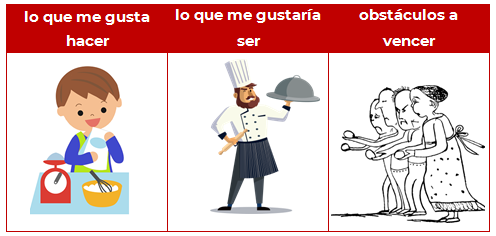 lo que me gusta
hacer
lo que me gustaría
ser
obstáculos a
vencer